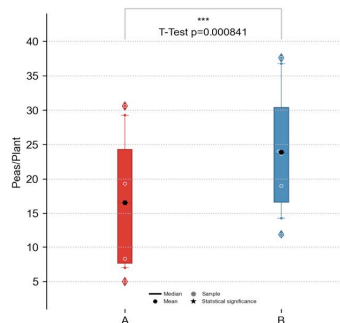 ***
T-Test p=0.000841
40
35
30
25
20
15
10
5
Peas/Plant
Median
Sample
Mean
Statistical significance
A
B